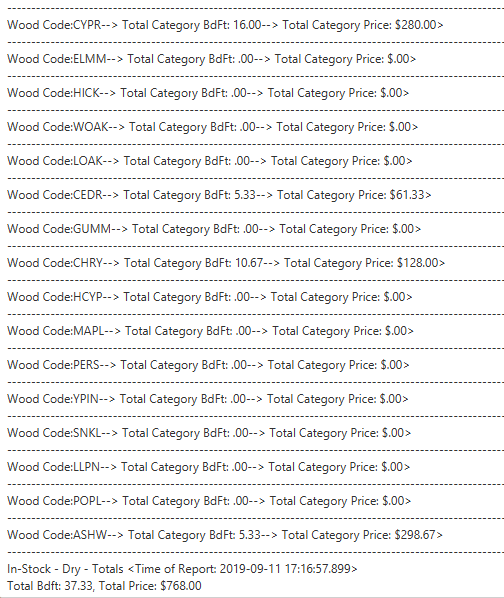 Wood Code:CYPR--> Total Category BdFt: 16.00--> Total Category Price: $280.00>
Wood Code:ELMM--> Total Category BdFt: .00--> Total Category Price: $.00>
Wood Code:HICK--> Total Category BdFt: .00--> Total Category Price: $.00>
Wood Code:WOAK--> Total Category BdFt: .00--> Total Category Price: $.00>
Wood Code:LOAK--> Total Category BdFt: .00--> Total Category Price: $.00>
Wood Code:CEDR--> Total Category BdFt: 5.33--> Total Category Price: $61.33>
Wood Code:GUMM--> Total Category BdFt: .00--> Total Category Price: $.00>
Wood Code:CHRY--> Total Category BdFt: 10.67--> Total Category Price: $128.00>
Wood Code:HCYP--> Total Category BdFt: .00--> Total Category Price: $.00>
Wood Code:MAPL--> Total Category BdFt: .00--> Total Category Price: $.00>
Wood Code:PERS--> Total Category BdFt: .00--> Total Category Price: $.00>
Wood Code:YPIN--> Total Category BdFt: .00--> Total Category Price: $.00>
Wood Code:SNKL--> Total Category BdFt: .00--> Total Category Price: $.00>
Wood Code:LLPN--> Total Category BdFt: .00--> Total Category Price: $.00>
Wood Code:POPL--> Total Category BdFt: .00--> Total Category Price: $.00>
Wood Code:ASHW--> Total Category BdFt: 5.33--> Total Category Price: $298.67>
In-Stock - Dry - Totals <Time of Report: 2019-09-11 17:16:57.899>
Total Bdft: 37.33, Total Price: $768.00